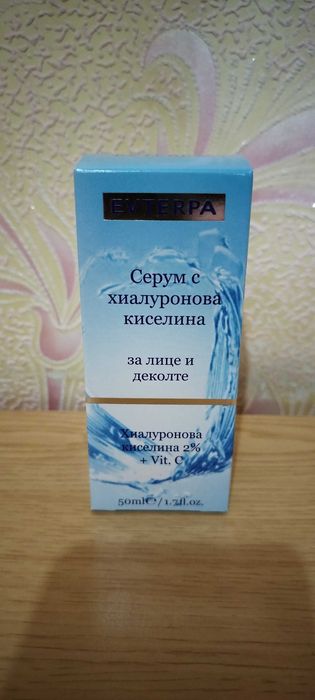 EVTERPA
Серум с
хиалуронова
киселина
за лице и
деколте
Хиалуронова
киселина 2%
+ Vit. C
50ml℮/1.7fl.oz.